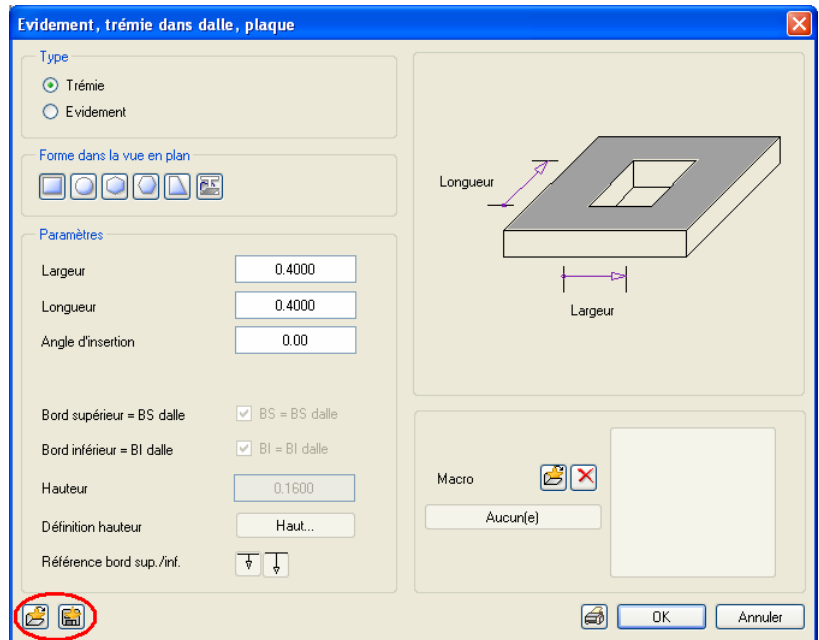 Evidement, trémie dans dalle, plaque
Type
Trémie
Evidement
Forme dans la vue en plan
Paramètres
Largeur 0.4000
Longueur 0.4000
Angle d'insertion 0.00
Bord supérieur = BS dalle BS = BS dalle
Bord inférieur = BI dalle BI = BI dalle
Hauteur 0.1600
Définition hauteur Haut...
Référence bord sup./inf.
Longueur
Largeur
Macro
Aucun(e)
OK Annuler